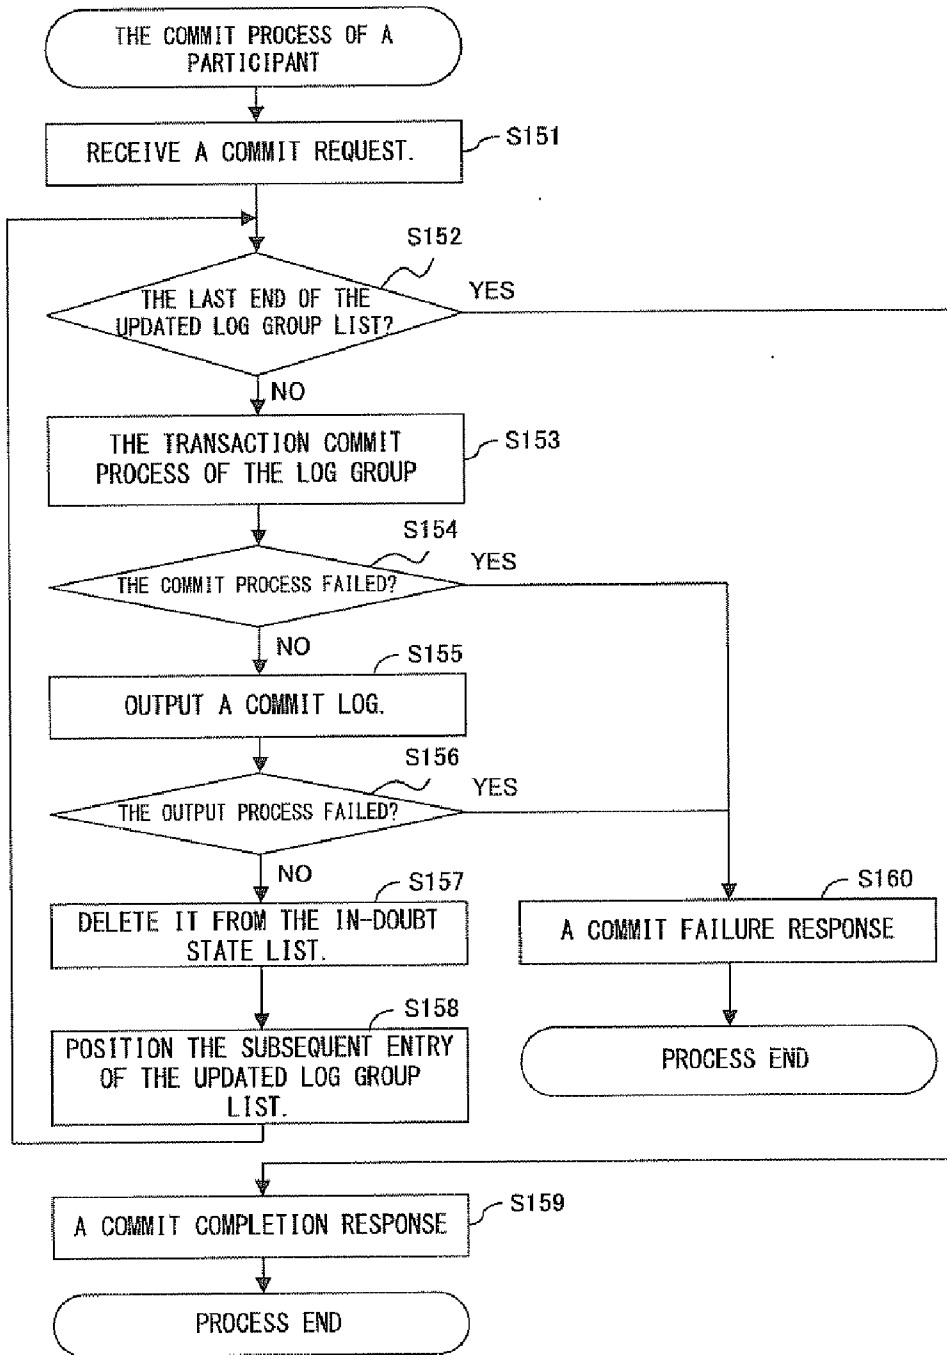 THE COMMIT PROCESS OF A
PARTICIPANT
RECEIVE A COMMIT REQUEST.
S151
S152
THE LAST END OF THE
UPDATED LOG GROUP LIST?
YES
NO
THE TRANSACTION COMMIT
PROCESS OF THE LOG GROUP
S153
S154
THE COMMIT PROCESS FAILED?
YES
NO
S155
OUTPUT A COMMIT LOG.
S156
THE OUTPUT PROCESS FAILED?
YES
NO
S157
DELETE IT FROM THE IN-DOUBT
STATE LIST.
S160
A COMMIT FAILURE RESPONSE
S158
POSITION THE SUBSEQUENT ENTRY
OF THE UPDATED LOG GROUP
LIST.
PROCESS END
A COMMIT COMPLETION RESPONSE
S159
PROCESS END